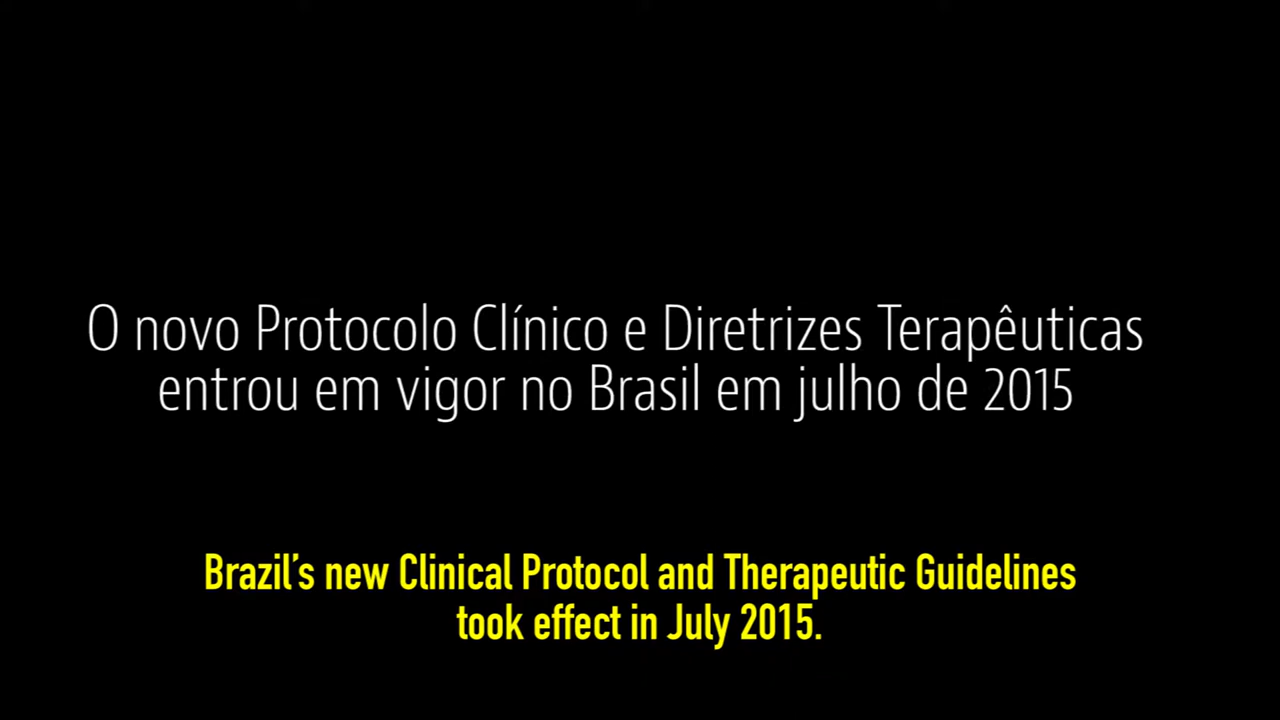 O novo Protocolo Clínico e Diretrizes Terapêuticas
entrou em vigor no Brasil em julho de 2015
Brazil’s new Clinical Protocol and Therapeutic Guidelines
took effect in July 2015.